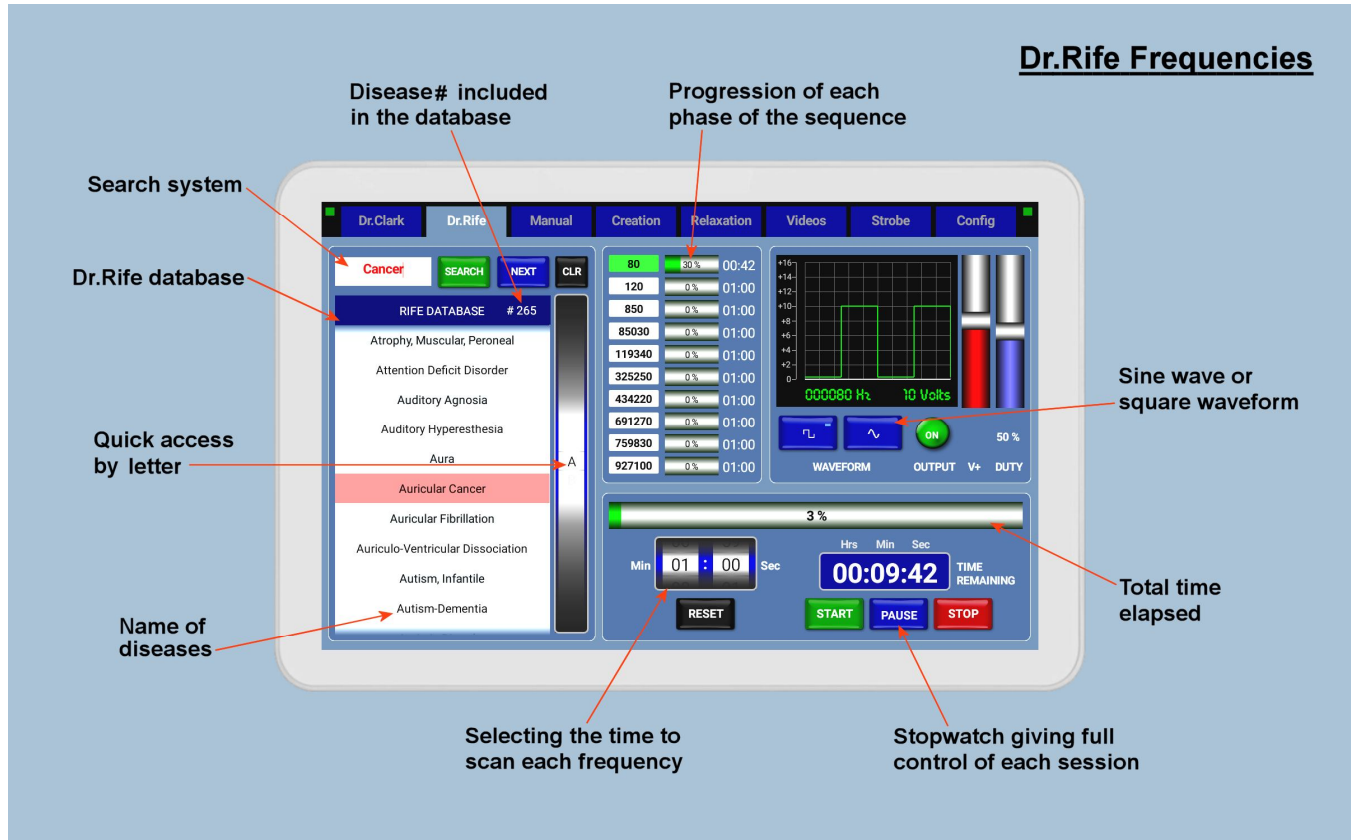 Dr.Rife Frequencies
Disease# included
in the database
Progression of each
phase of the sequence
Search system
Dr.Rife database
Quick access
by letter
Name of
diseases
Dr.Clark
Dr.Rife
Manual
Creation
Relaxation
Videos
Strobe
Config
Cancer
SEARCH
NEXT
CLR
RIFE DATABASE # 265
Atrophy, Muscular, Peroneal
Attention Deficit Disorder
Auditory Agnosia
Auditory Hyperesthesia
Aura
Auricular Cancer
Auricular Fibrillation
Auriculo-Ventricular Dissociation
Autism, Infantile
Autism-Dementia
A
80 30 % 00:42
120 0 % 01:00
850 0 % 01:00
85030 0 % 01:00
119340 0 % 01:00
325250 0 % 01:00
434220 0 % 01:00
691270 0 % 01:00
759830 0 % 01:00
927100 0 % 01:00
+16
+14
+12
+10
+8
+6
+4
+2
0
000080 Hz 10 Volts
ON
50 %
WAVEFORM OUTPUT V+ DUTY
3 %
Min 01 : 00 Sec
RESET
Hrs Min Sec
00:09:42
TIME
REMAINING
START
PAUSE
STOP
Sine wave or
square waveform
Total time
elapsed
Selecting the time to
scan each frequency
Stopwatch giving full
control of each session